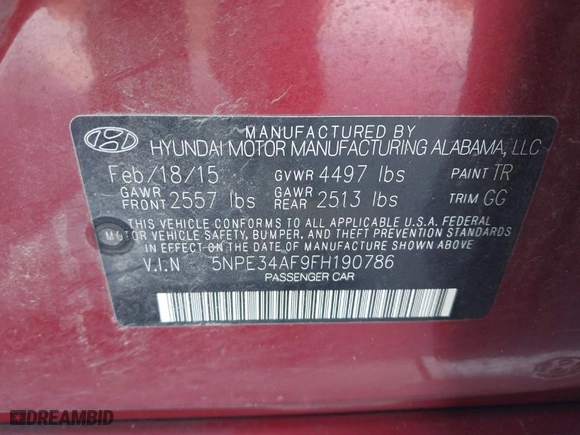 MANUFACTURED BY
HYUNDAI MOTOR MANUFACTURING ALABAMA, LLC
Feb/18/15 GVWR 4497 lbs PAINT TR
GAWR FRONT 2557 lbs GAWR REAR 2513 lbs TRIM GG
THIS VEHICLE CONFORMS TO ALL APPLICABLE U.S.A. FEDERAL
MOTOR VEHICLE SAFETY, BUMPER, AND THEFT PREVENTION STANDARDS
IN EFFECT ON THE DATE OF MANUFACTURE SHOWN ABOVE.
V.I.N 5NPE34AF9FH190786
PASSENGER CAR
DREAMBID